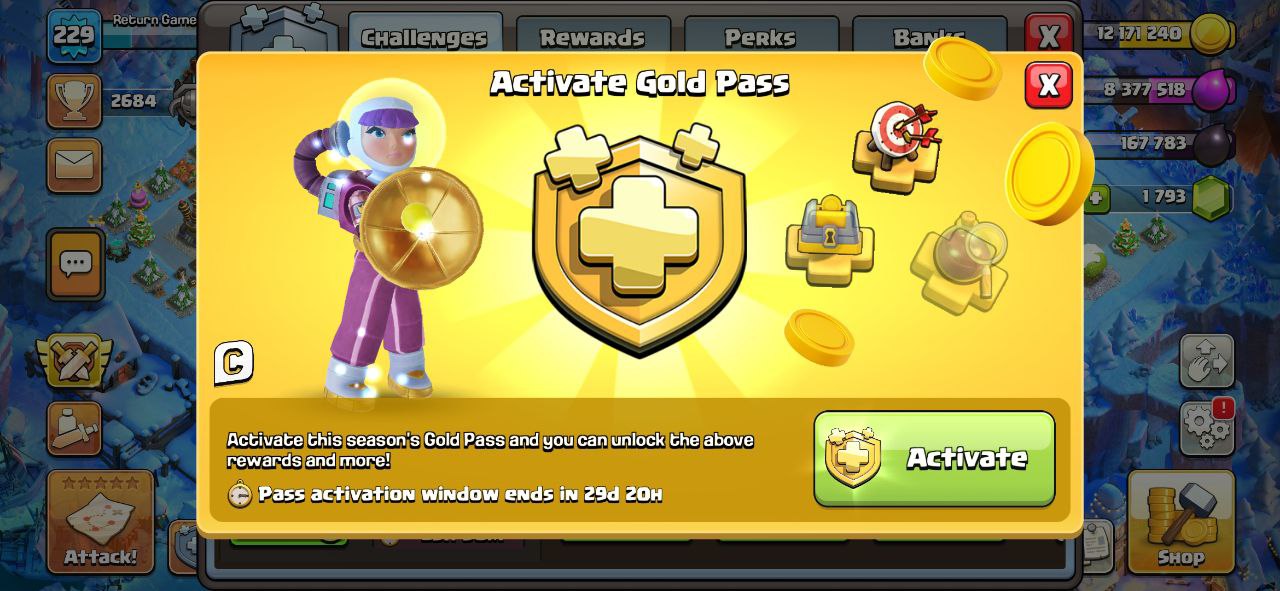 229
Return Game
Challenges
Rewards
Perks
X
12 171 240
Activate Gold Pass
X
2684
8 377 518
167 783
1 793
C
Activate this season's Gold Pass and you can unlock the above
rewards and more!
Pass activation window ends in 29d 20h
Activate
!
Attack!
Shop